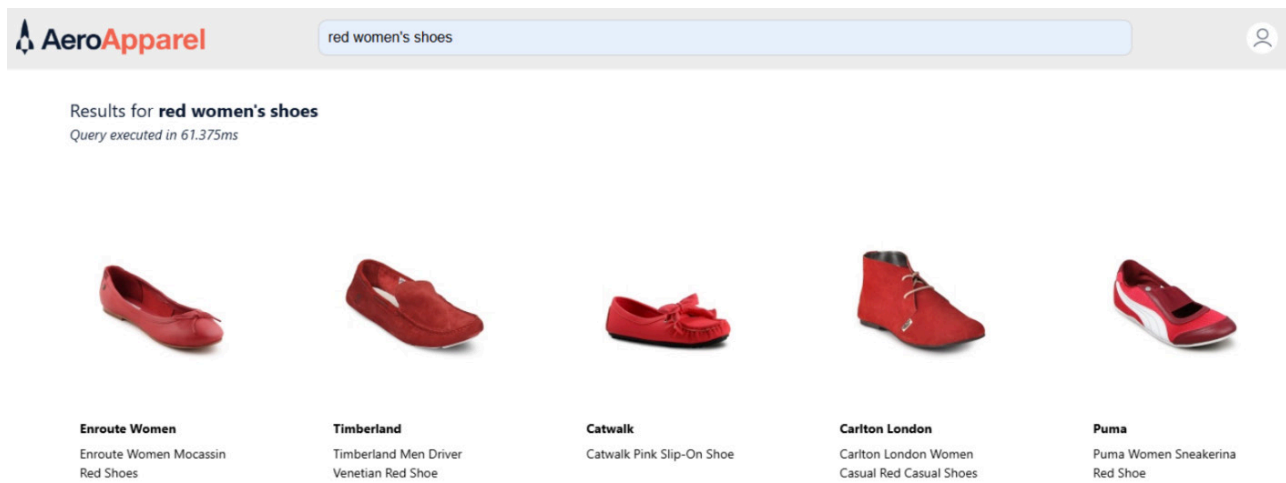 AeroApparel
red women's shoes
Results for red women's shoes
Query executed in 61.375ms
Enroute Women
Enroute Women Mocassin
Red Shoes
Timberland
Timberland Men Driver
Venetian Red Shoe
Catwalk
Catwalk Pink Slip-On Shoe
Carlton London
Carlton London Women
Casual Red Casual Shoes
Puma
Puma Women Sneakerina
Red Shoe